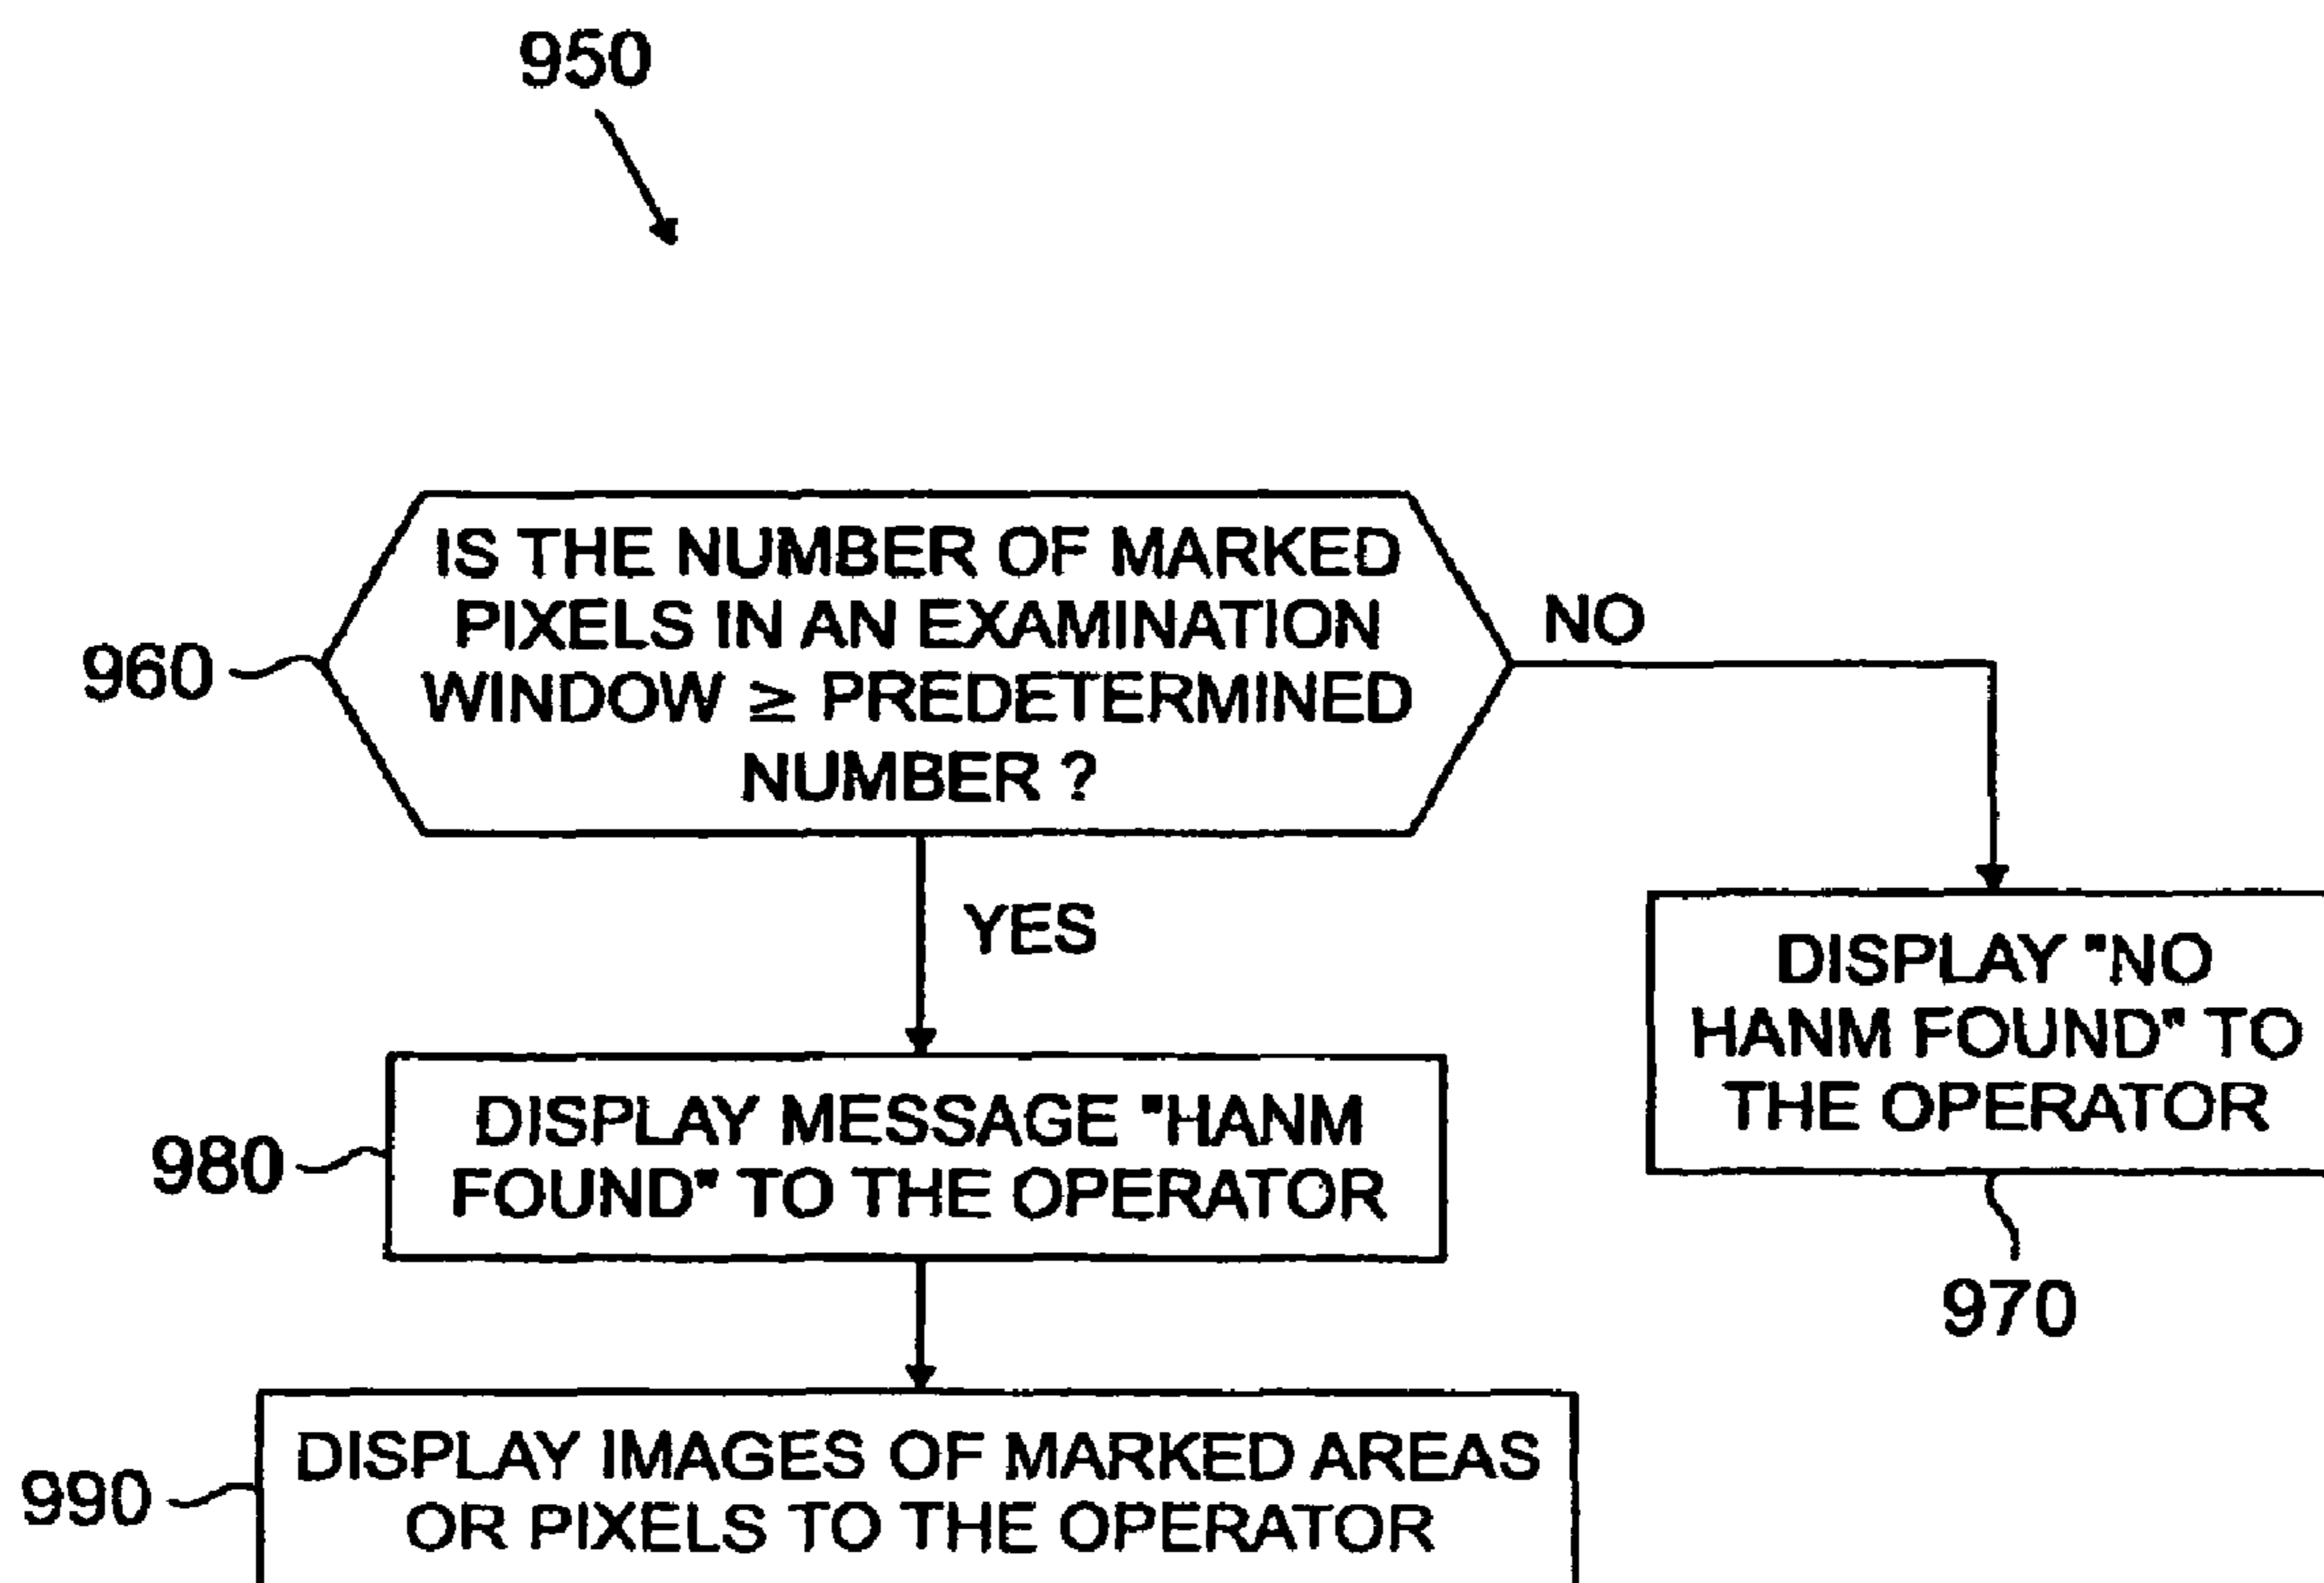 950
IS THE NUMBER OF MARKED
PIXELS IN AN EXAMINATION
WINDOW ≥ PREDETERMINED
NUMBER ?
960
NO
YES
DISPLAY "NO
HANM FOUND" TO
THE OPERATOR
970
DISPLAY MESSAGE "HANM
FOUND" TO THE OPERATOR
980
DISPLAY IMAGES OF MARKED AREAS
OR PIXELS TO THE OPERATOR
990